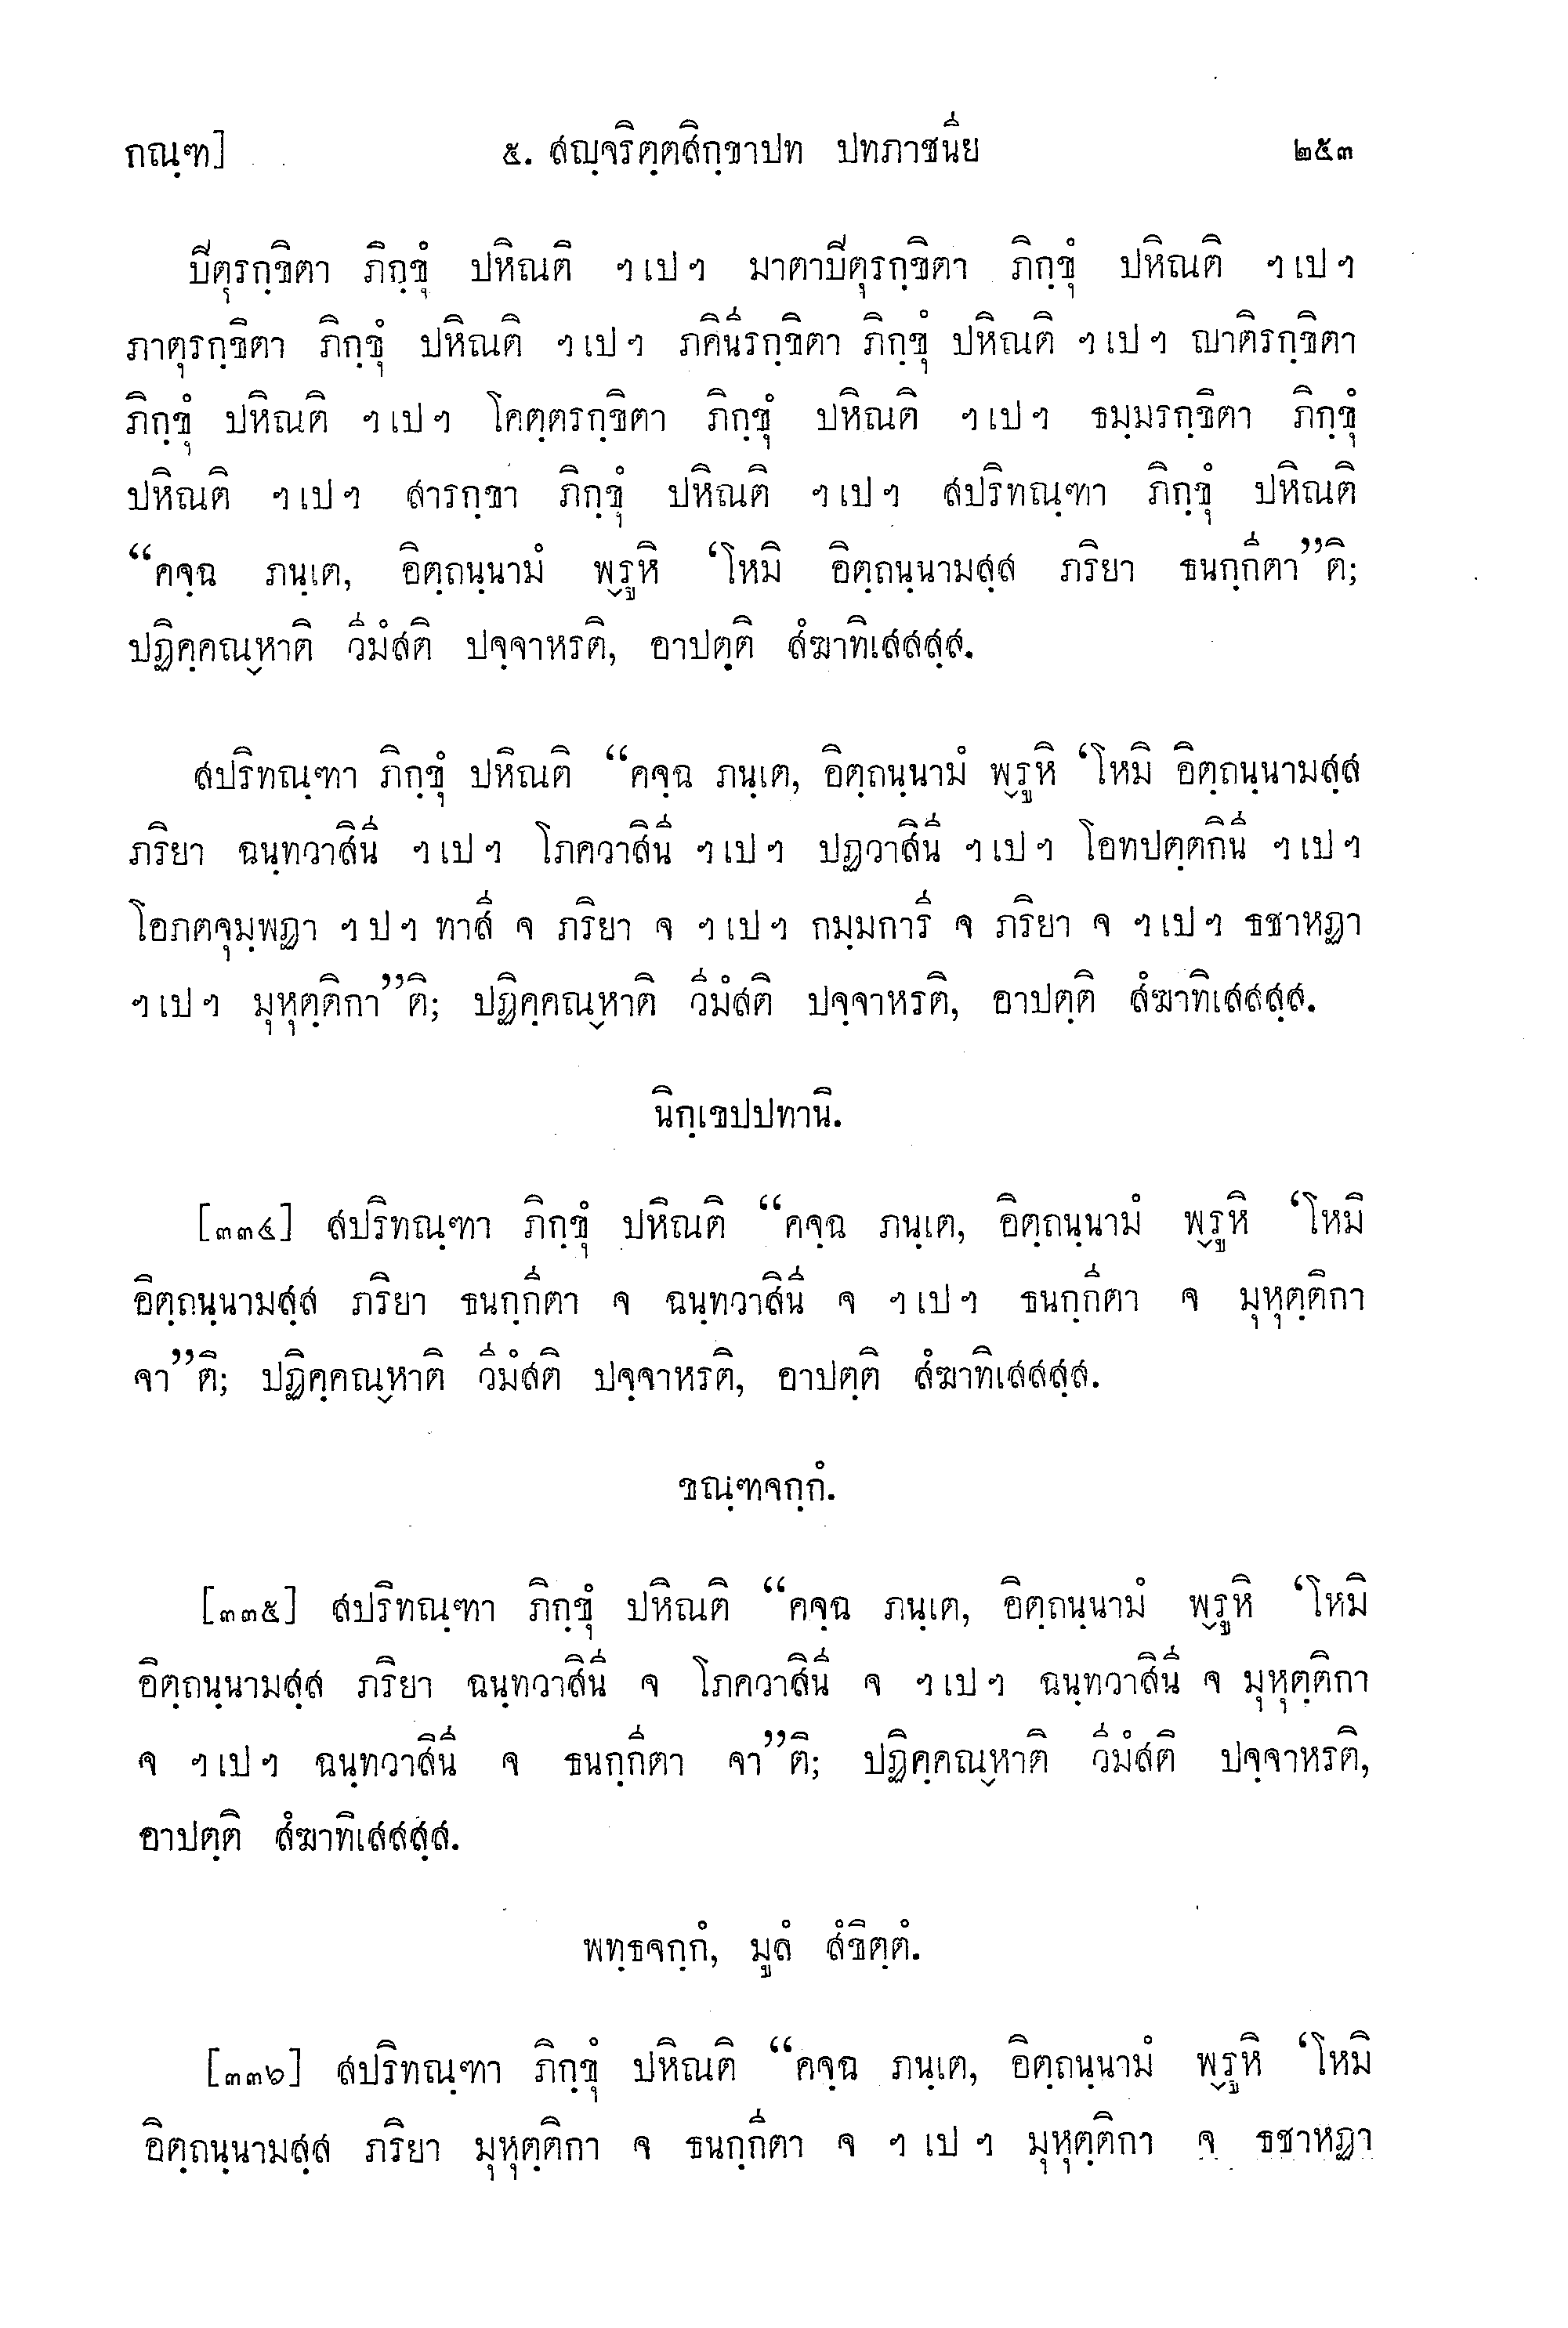 กณฺฑ] ๕. สญฺจริตฺตสิกฺขาปท ปทภาชนีย ๒๕๓
ปีตุรกฺขิตา ภิกฺขุํ ปหิณติ ฯเปฯ มาตาปีตุรกฺขิตา ภิกฺขุํ ปหิณติ ฯเปฯ
ภาตุรกฺขิตา ภิกฺขุํ ปหิณติ ฯเปฯ ภคินีรกฺขิตา ภิกฺขุํ ปหิณติ ฯเปฯ ญาติรกฺขิตา
ภิกฺขุํ ปหิณติ ฯเปฯ โคตฺตรกฺขิตา ภิกฺขุํ ปหิณติ ฯเปฯ ธมฺมรกฺขิตา ภิกฺขุํ
ปหิณติ ฯเปฯ สารกฺขา ภิกฺขุํ ปหิณติ ฯเปฯ สปริทณฺฑา ภิกฺขุํ ปหิณติ
“คจฺฉ ภนฺเต, อิตฺถนฺนามํ พฺรูหิ ‘โหมิ อิตฺถนฺนามสฺส ภริยา ธนกฺกีตา”ติ;
ปฏิคฺคณฺหาติ วีมํสติ ปจฺจาหรติ, อาปตฺติ สํฆาทิเสสสฺส.
สปริทณฺฑา ภิกฺขุํ ปหิณติ “คจฺฉ ภนฺเต, อิตฺถนฺนามํ พฺรูหิ ‘โหมิ อิตฺถนฺนามสฺส
ภริยา ฉนฺทวาสินี ฯเปฯ โภควาสินี ฯเปฯ ปฏวาสินี ฯเปฯ โอทปตฺตกินี ฯเปฯ
โอภตจุมฺพฏา ฯปฯ ทาสี จ ภริยา จ ฯเปฯ กมฺมการี จ ภริยา จ ฯเปฯ ธชาหฏา
ฯเปฯ มุหุตฺติกา”ติ; ปฏิคฺคณฺหาติ วีมํสติ ปจฺจาหรติ, อาปตฺติ สํฆาทิเสสสฺส.
นิกฺเขปปทานิ.
[๓๓๔] สปริทณฺฑา ภิกฺขุํ ปหิณติ “คจฺฉ ภนฺเต, อิตฺถนฺนามํ พฺรูหิ ‘โหมิ
อิตฺถนฺนามสฺส ภริยา ธนกฺกีตา จ ฉนฺทวาสินี จ ฯเปฯ ธนกฺกีตา จ มุหุตฺติกา
จา”ติ; ปฏิคฺคณฺหาติ วีมํสติ ปจฺจาหรติ, อาปตฺติ สํฆาทิเสสสฺส.
ขณฺฑจกฺกํ.
[๓๓๕] สปริทณฺฑา ภิกฺขุํ ปหิณติ “คจฺฉ ภนฺเต, อิตฺถนฺนามํ พฺรูหิ ‘โหมิ
อิตฺถนฺนามสฺส ภริยา ฉนฺทวาสินี จ โภควาสินี จ ฯเปฯ ฉนฺทวาสินี จ มุหุตฺติกา
จ ฯเปฯ ฉนฺทวาสินี จ ธนกฺกีตา จา”ติ; ปฏิคฺคณฺหาติ วีมํสติ ปจฺจาหรติ,
อาปตฺติ สํฆาทิเสสสฺส.
พทฺธจกฺกํ, มูลํ สํขิตฺตํ.
[๓๓๖] สปริทณฺฑา ภิกฺขุํ ปหิณติ “คจฺฉ ภนฺเต, อิตฺถนฺนามํ พฺรูหิ ‘โหมิ
อิตฺถนฺนามสฺส ภริยา มุหุตฺติกา จ ธนกฺกีตา จ ฯเปฯ มุหุตฺติกา จ ธชาหฏา